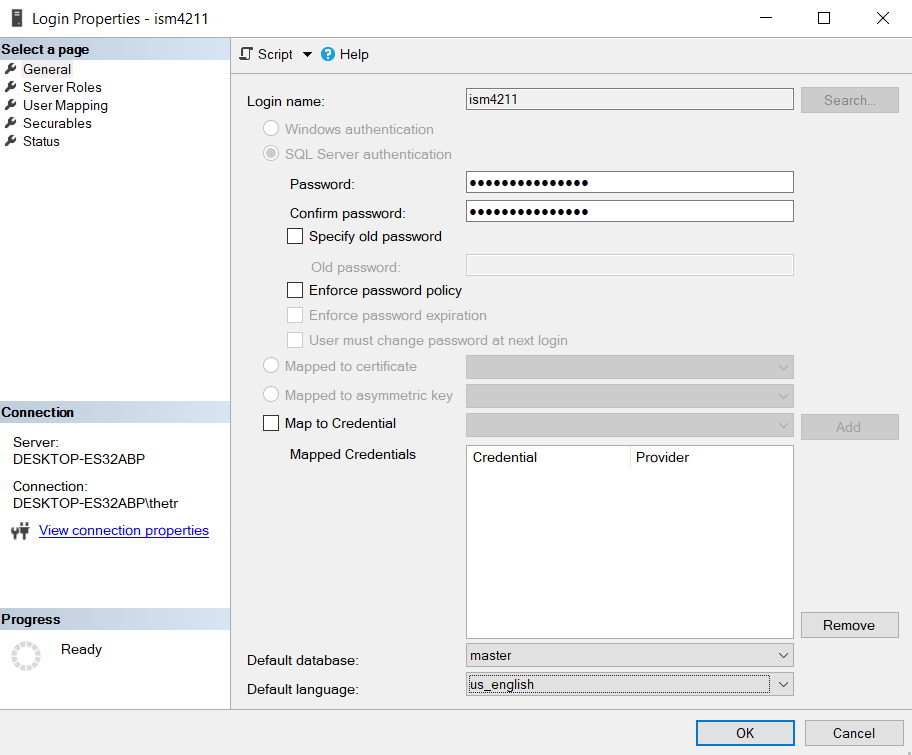 Login Properties - ism4211
Select a page
General
Server Roles
User Mapping
Securables
Status
Script
Help
Login name:
ism4211
Search...
Windows authentication
SQL Server authentication
Password:
●●●●●●●●●●●●●●●
Confirm password:
●●●●●●●●●●●●●●●
Specify old password
Old password:
Enforce password policy
Enforce password expiration
User must change password at next login
Mapped to certificate
Mapped to asymmetric key
Map to Credential
Add
Mapped Credentials
Credential Provider
Remove
Default database:
master
Default language:
us_english
Connection
Server:
DESKTOP-ES32ABP
Connection:
DESKTOP-ES32ABP\thetr
View connection properties
Progress
Ready
OK
Cancel